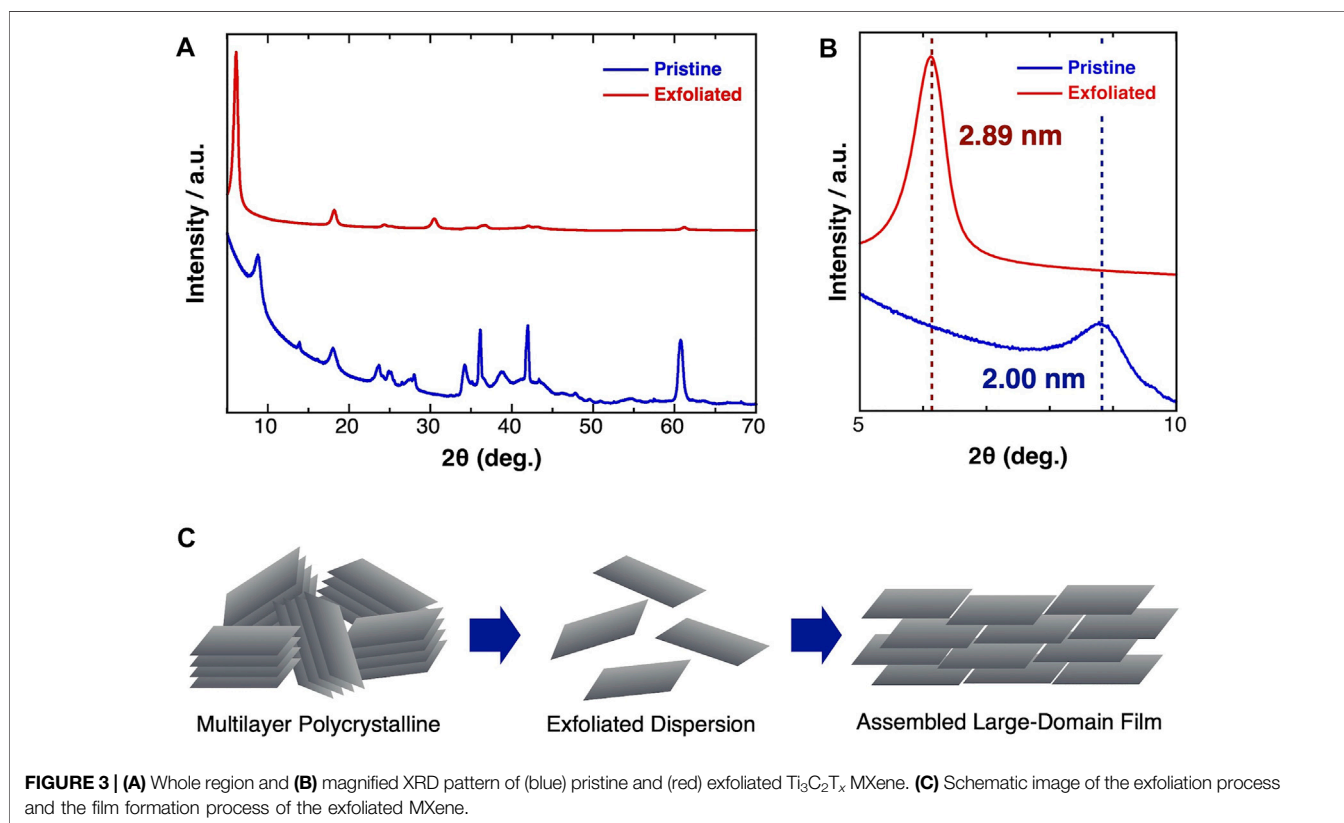 A
Pristine
Exfoliated
Intensity / a.u.
10 20 30 40 50 60 70
2θ (deg.)
B
Pristine
Exfoliated
2.89 nm
2.00 nm
Intensity / a.u.
5 10
2θ (deg.)
C
Multilayer Polycrystalline
Exfoliated Dispersion
Assembled Large-Domain Film
FIGURE 3 | (A) Whole region and (B) magnified XRD pattern of (blue) pristine and (red) exfoliated Ti₃C₂Tₓ MXene. (C) Schematic image of the exfoliation process
and the film formation process of the exfoliated MXene.